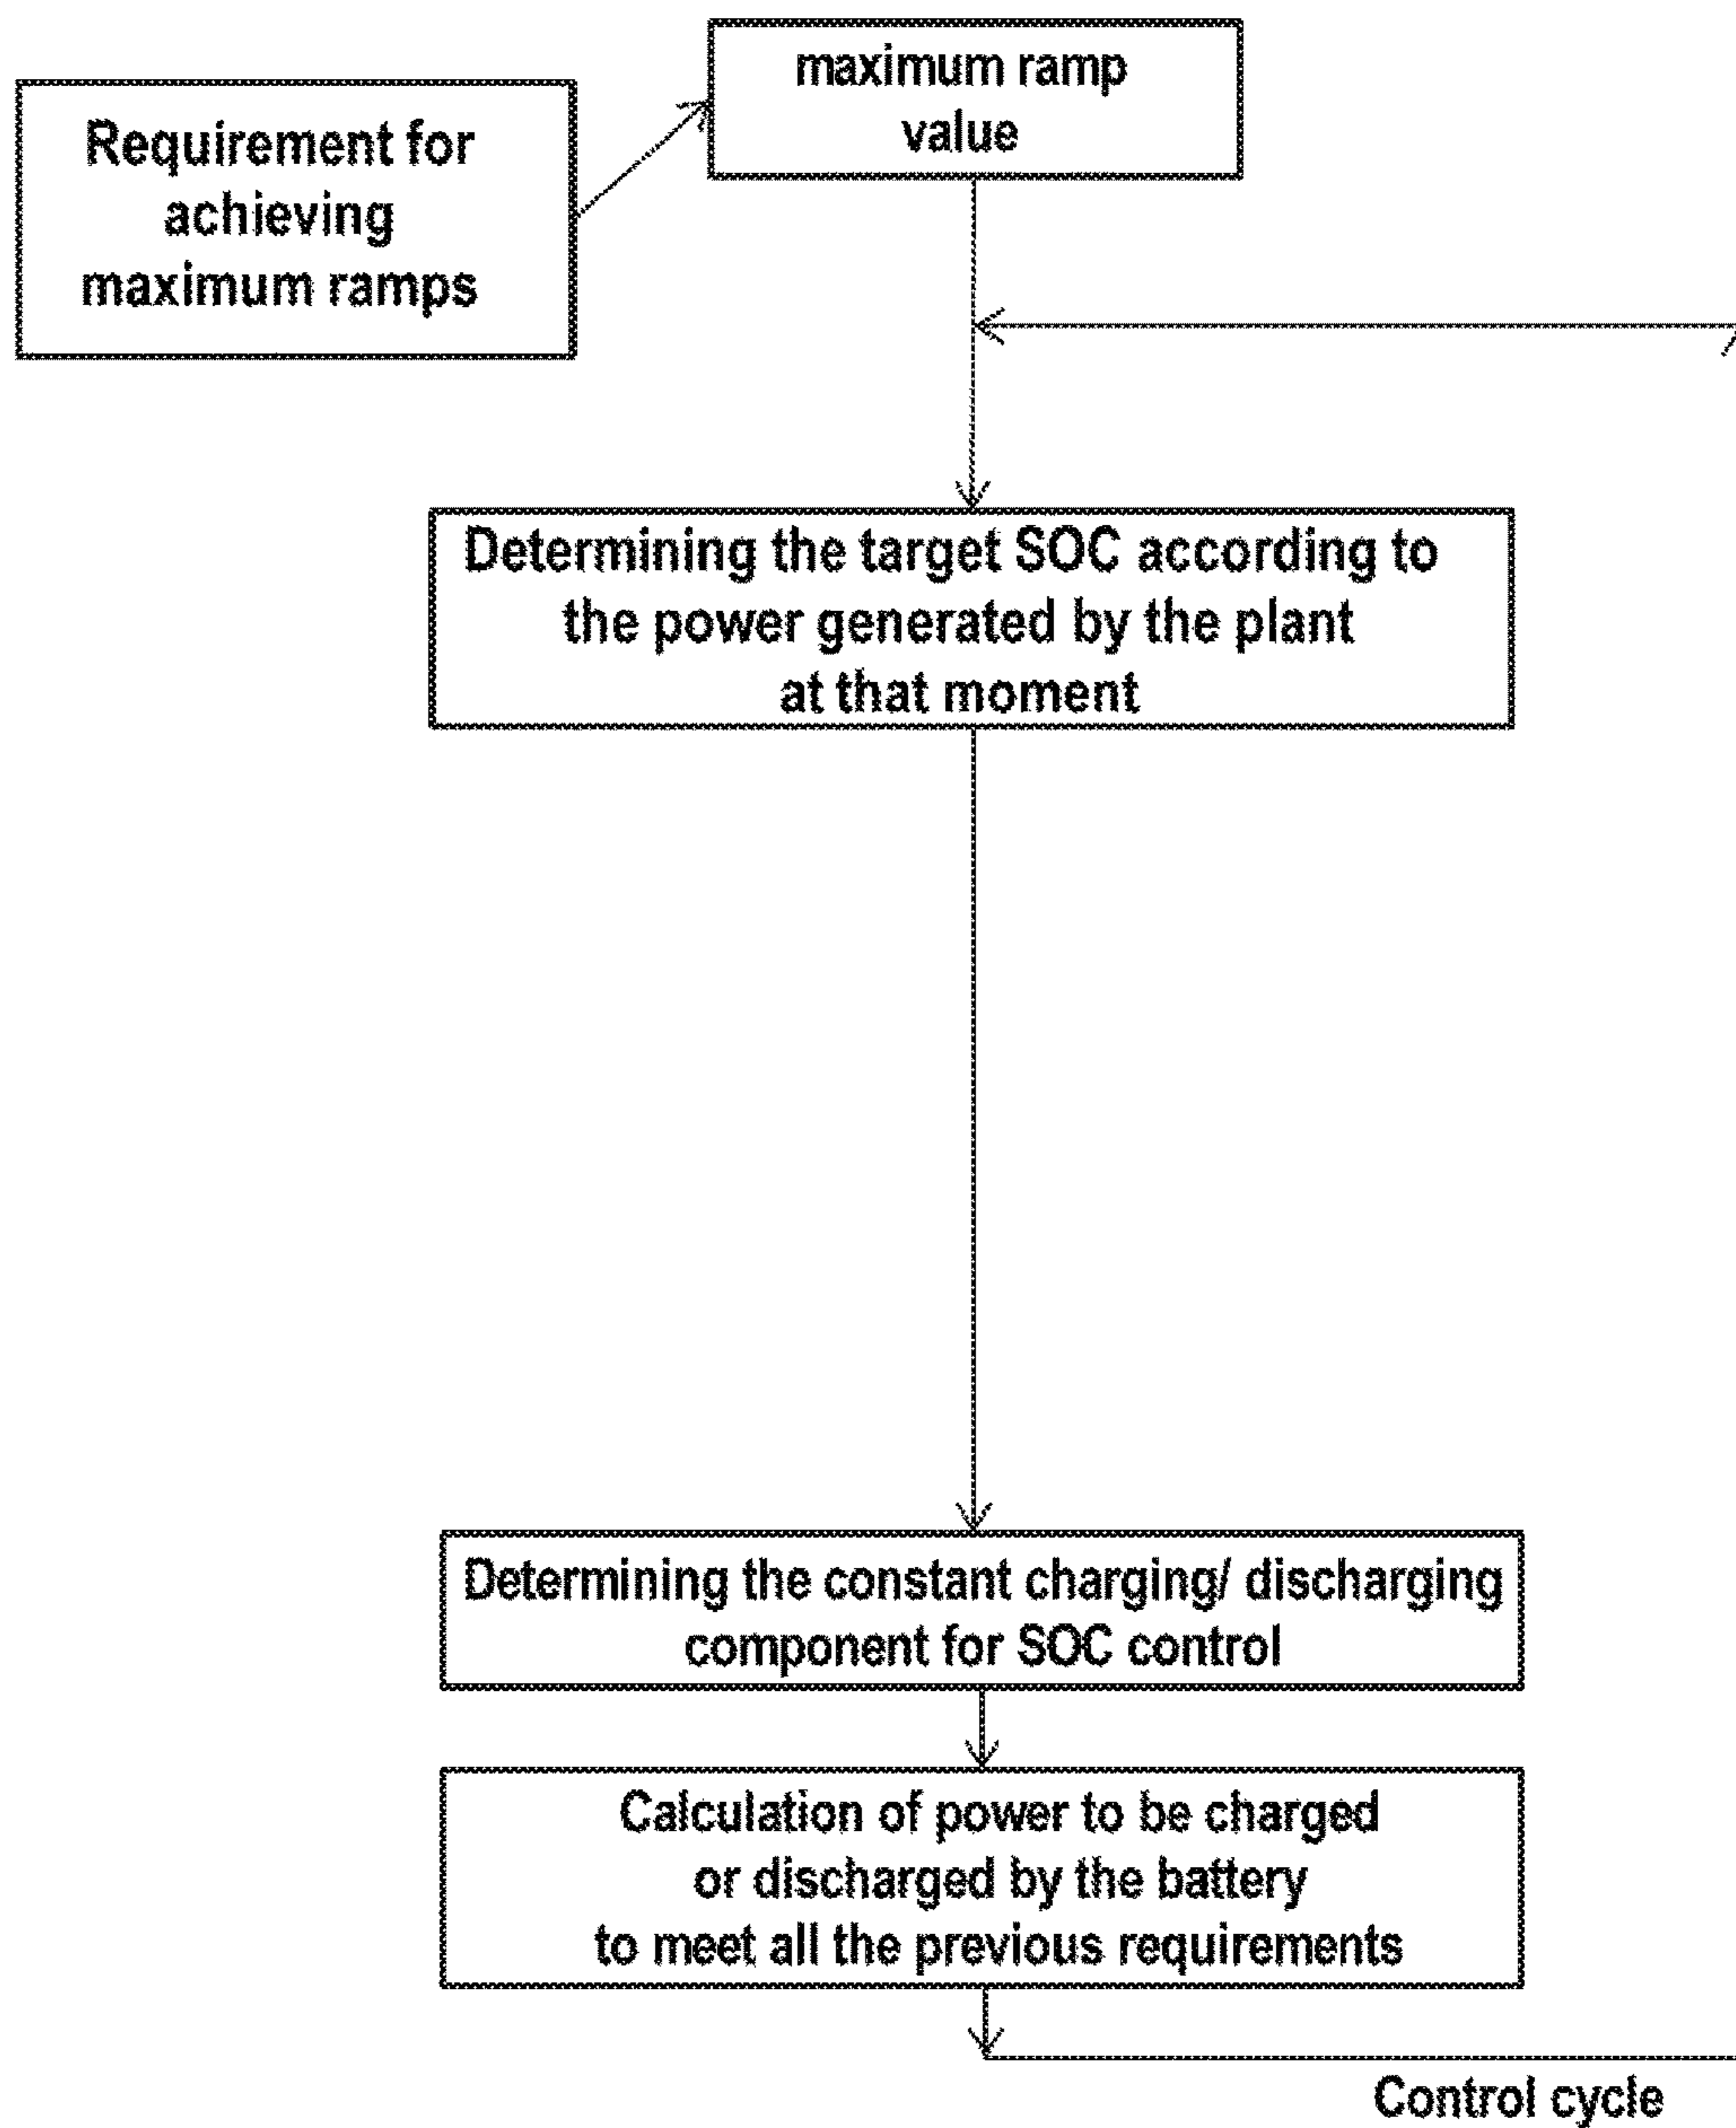 maximum ramp
value
Requirement for
achieving
maximum ramps
Determining the target SOC according to
the power generated by the plant
at that moment
Determining the constant charging/ discharging
component for SOC control
Calculation of power to be charged
or discharged by the battery
to meet all the previous requirements
Control cycle